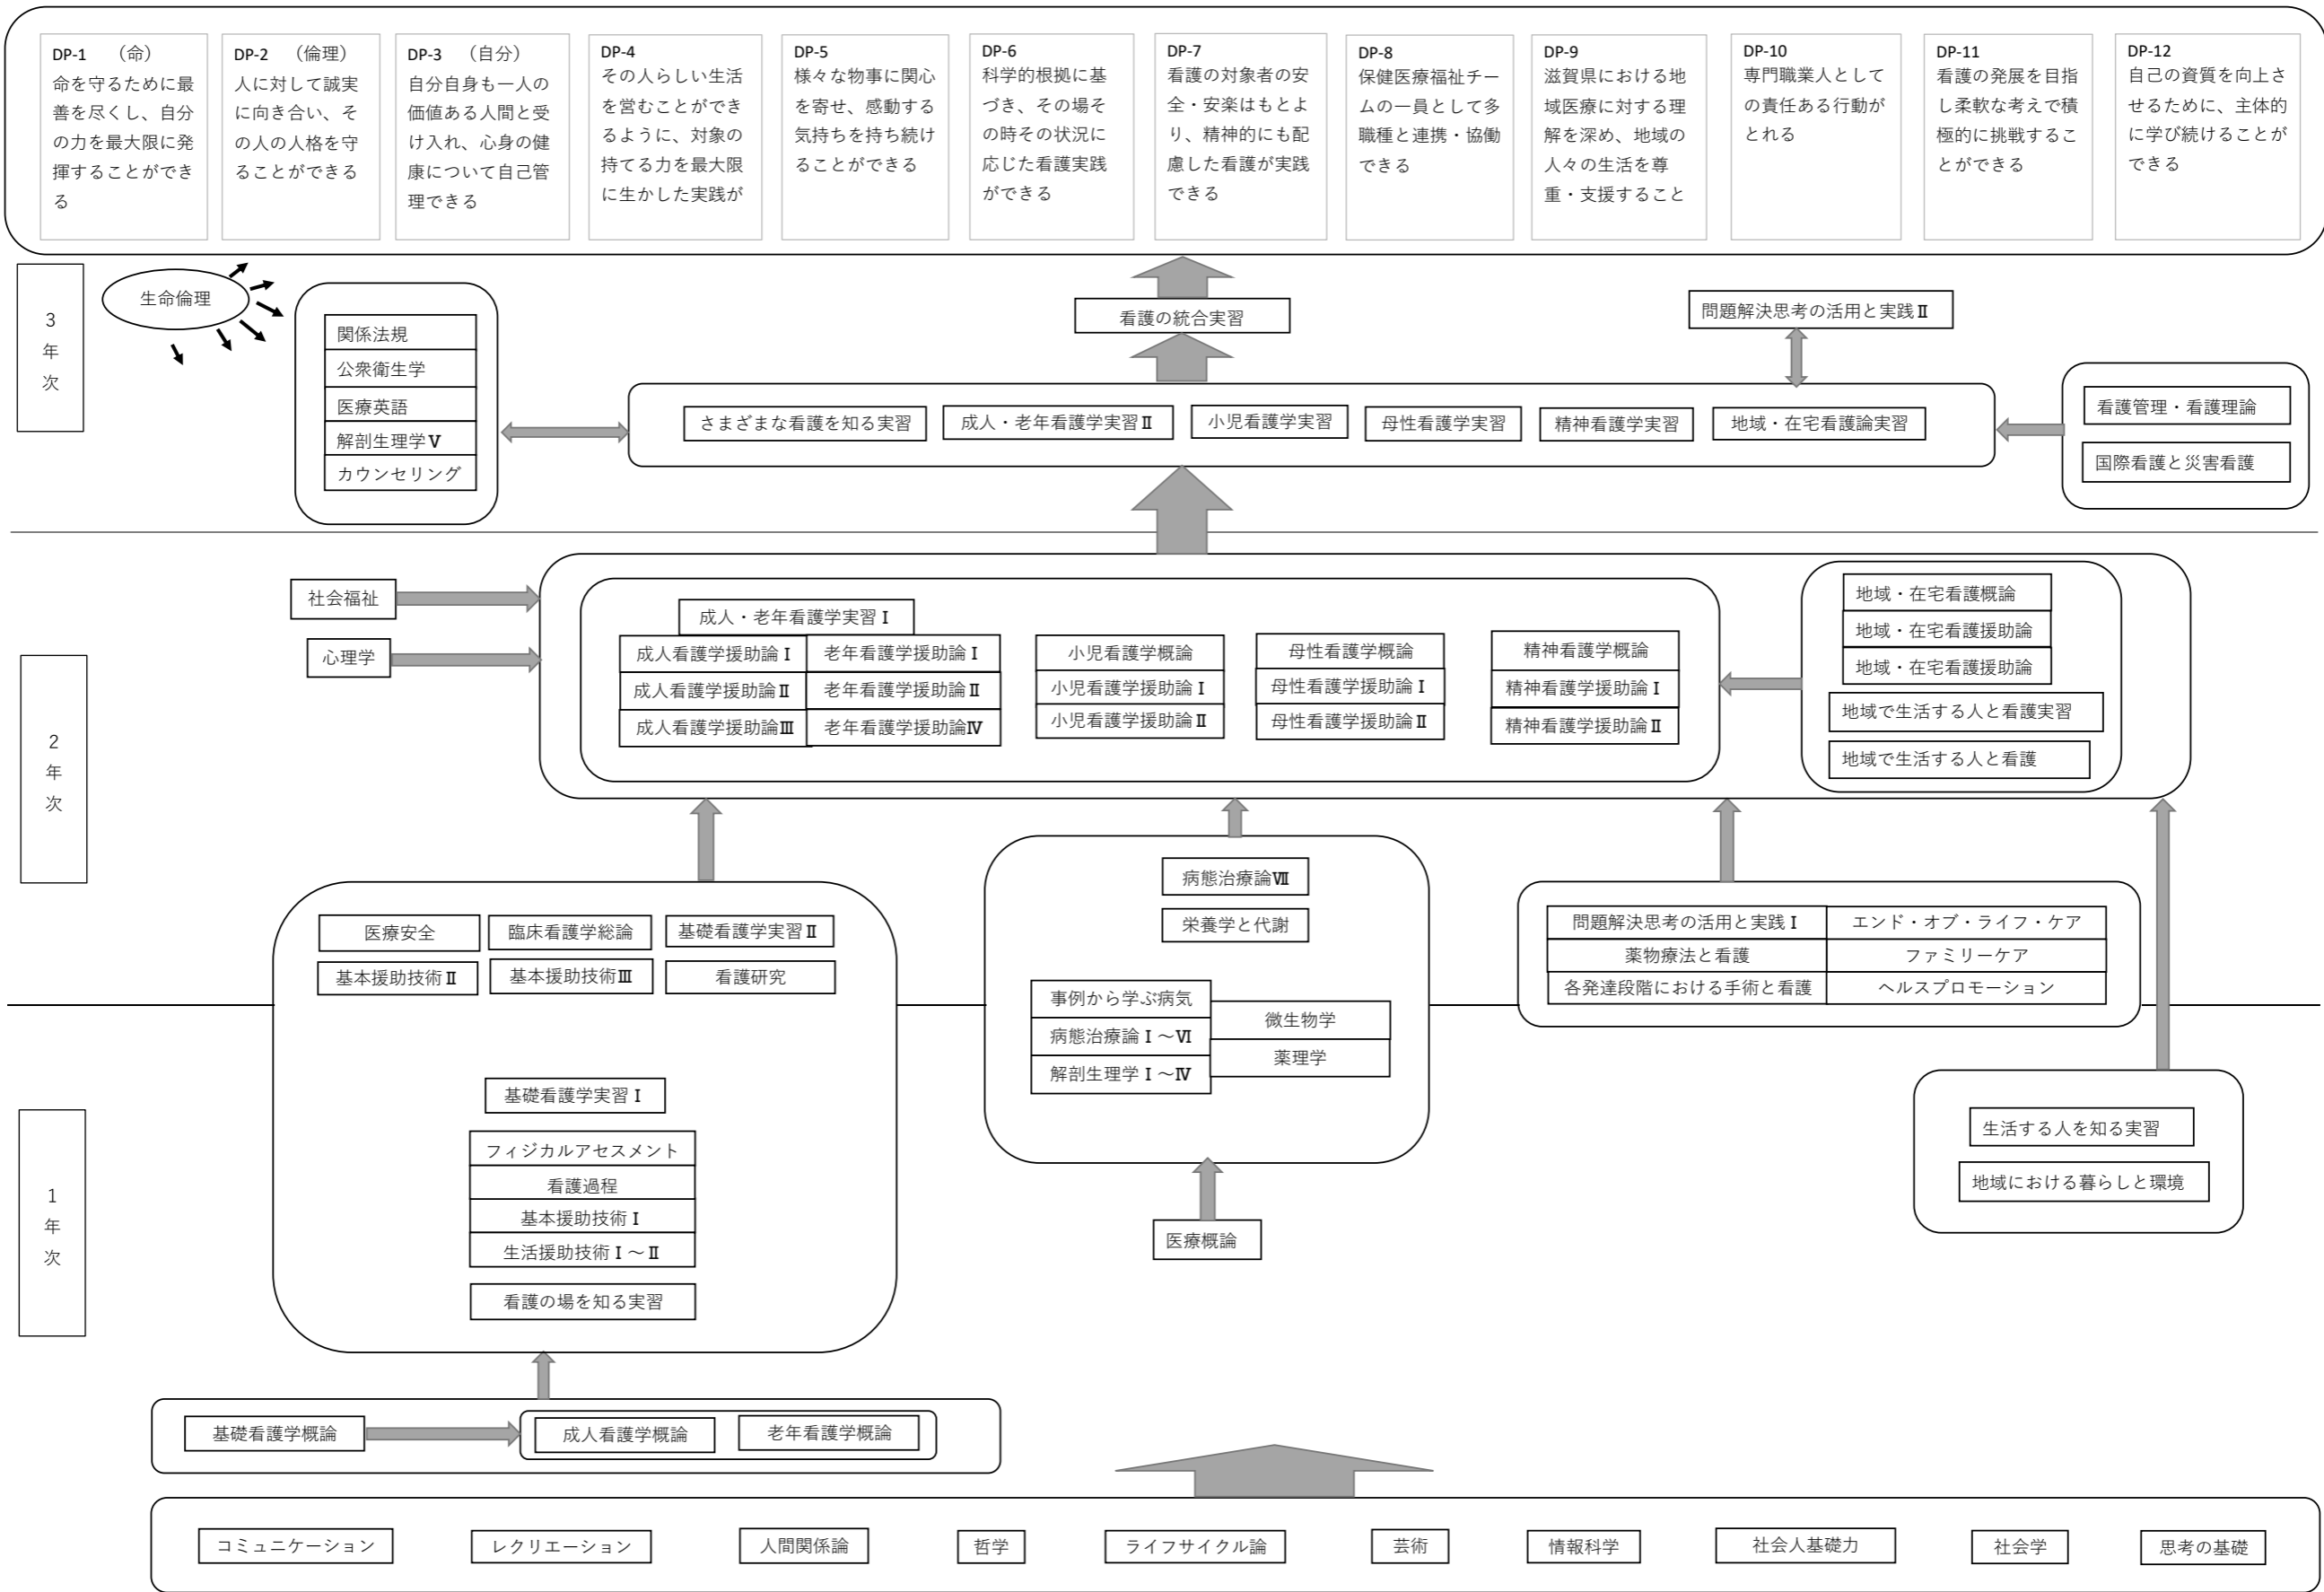 DP-1 （命）
命を守るために最
善を尽くし、自分
の力を最大限に発
揮することができ
る
DP-2 （倫理）
人に対して誠実
に向き合い、そ
の人の人格を守
ることができる
DP-3 （自分）
自分自身も一人の
価値ある人間と受
け入れ、心身の健
康について自己管
理できる
DP-4
その人らしい生活
を営むことができ
るように、対象の
持てる力を最大限
に生かした実践が
DP-5
様々な物事に関心
を寄せ、感動する
気持ちを持ち続け
ることができる
DP-6
科学的根拠に基
づき、その場そ
の時その状況に
応じた看護実践
ができる
DP-7
看護の対象者の安
全・安楽はもとよ
り、精神的にも配
慮した看護が実践
できる
DP-8
保健医療福祉チー
ムの一員として多
職種と連携・協働
できる
DP-9
滋賀県における地
域医療に対する理
解を深め、地域の
人々の生活を尊
重・支援すること
DP-10
専門職業人として
の責任ある行動が
とれる
DP-11
看護の発展を目指
し柔軟な考えで積
極的に挑戦するこ
とができる
DP-12
自己の資質を向上さ
せるために、主体的
に学び続けることが
できる
3
年
次
生命倫理
関係法規
公衆衛生学
医療英語
解剖生理学Ⅴ
カウンセリング
看護の統合実習
問題解決思考の活用と実践Ⅱ
さまざまな看護を知る実習
成人・老年看護学実習Ⅱ
小児看護学実習
母性看護学実習
精神看護学実習
地域・在宅看護論実習
看護管理・看護理論
国際看護と災害看護
2
年
次
社会福祉
心理学
成人・老年看護学実習Ⅰ
成人看護学援助論Ⅰ
老年看護学援助論Ⅰ
成人看護学援助論Ⅱ
老年看護学援助論Ⅱ
成人看護学援助論Ⅲ
老年看護学援助論Ⅳ
小児看護学概論
小児看護学援助論Ⅰ
小児看護学援助論Ⅱ
母性看護学概論
母性看護学援助論Ⅰ
母性看護学援助論Ⅱ
精神看護学概論
精神看護学援助論Ⅰ
精神看護学援助論Ⅱ
地域・在宅看護概論
地域・在宅看護援助論
地域・在宅看護援助論
地域で生活する人と看護実習
地域で生活する人と看護
医療安全
臨床看護学総論
基礎看護学実習Ⅱ
基本援助技術Ⅱ
基本援助技術Ⅲ
看護研究
病態治療論Ⅶ
栄養学と代謝
事例から学ぶ病気
病態治療論Ⅰ～Ⅵ
解剖生理学Ⅰ～Ⅳ
微生物学
薬理学
問題解決思考の活用と実践Ⅰ
エンド・オブ・ライフ・ケア
薬物療法と看護
ファミリーケア
各発達段階における手術と看護
ヘルスプロモーション
1
年
次
基礎看護学実習Ⅰ
フィジカルアセスメント
看護過程
基本援助技術Ⅰ
生活援助技術Ⅰ～Ⅱ
看護の場を知る実習
医療概論
生活する人を知る実習
地域における暮らしと環境
基礎看護学概論
成人看護学概論
老年看護学概論
コミュニケーション
レクリエーション
人間関係論
哲学
ライフサイクル論
芸術
情報科学
社会人基礎力
社会学
思考の基礎